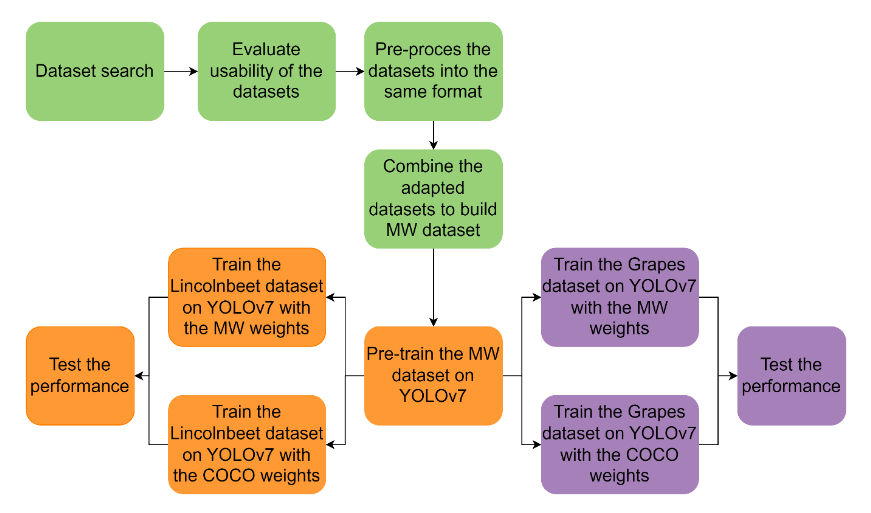 Dataset search
Evaluate
usability of the
datasets
Pre-proces the
datasets into the
same format
Combine the
adapted
datasets to build
MW dataset
Train the
Lincolnbeet dataset
on YOLOv7 with
the MW weights
Train the Grapes
dataset on YOLOv7
with the MW
weights
Test the
performance
Pre-train the MW
dataset on
YOLOv7
Test the
performance
Train the
Lincolnbeet dataset
on YOLOv7 with
the COCO weights
Train the Grapes
dataset on YOLOv7
with the COCO
weights